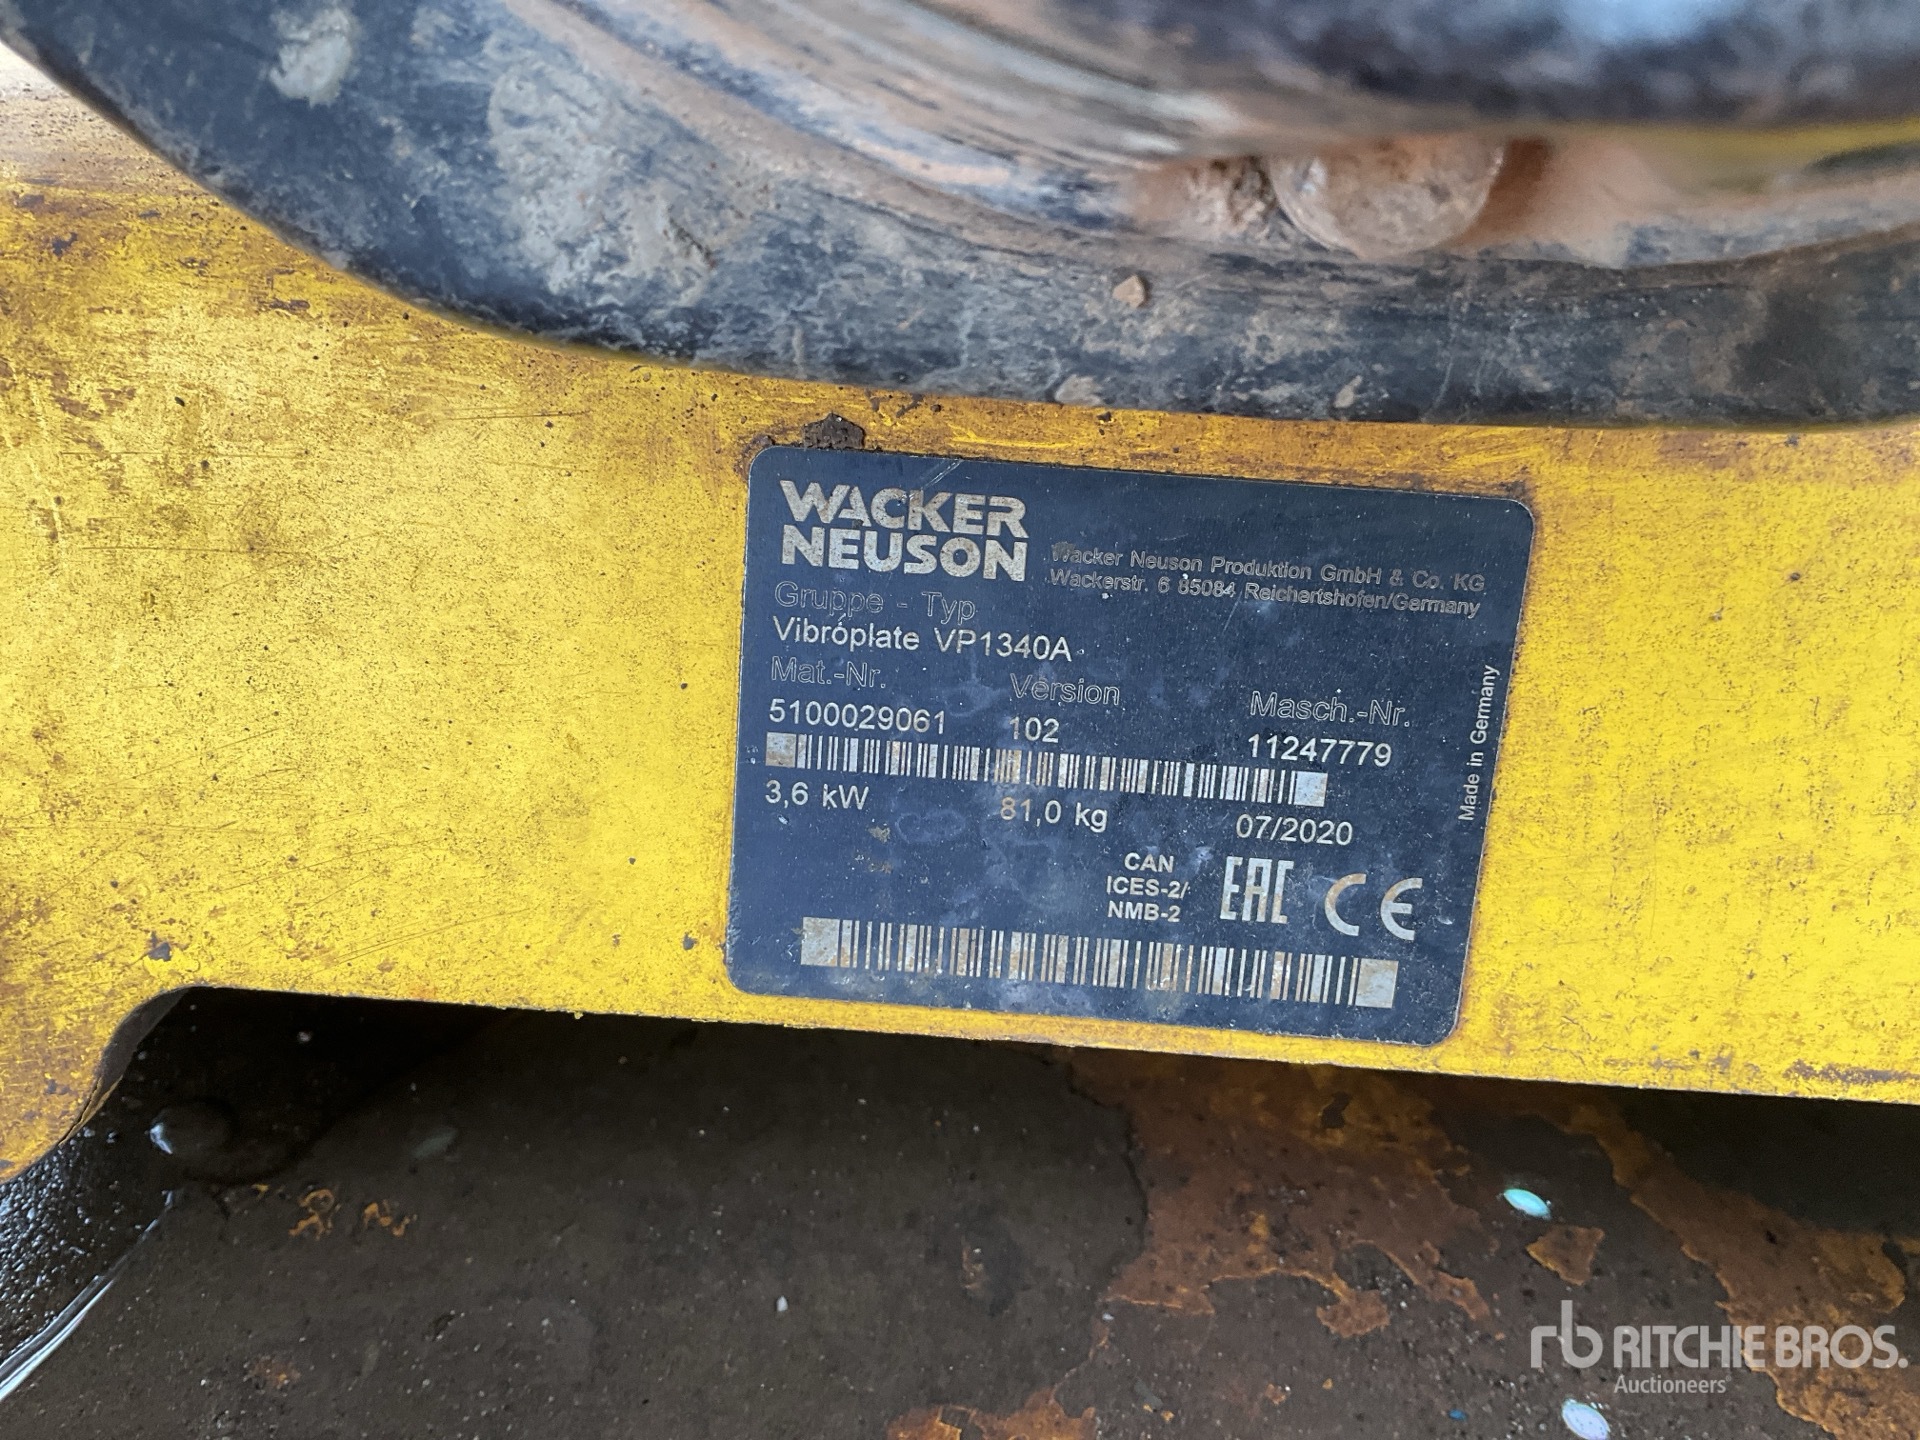 WACKER
NEUSON
Wacker Neuson Produktion GmbH & Co. KG
Wackerstr. 6 85084 Reichertshofen/Germany
Gruppe - Typ
Vibroplate VP1340A
Mat.-Nr. Version Masch.-Nr.
5100029061 102 11247779
3,6 kW 81,0 kg 07/2020
Made in Germany
CAN
ICES-2/
NMB-2
EAC CE
rb RITCHIE BROS.
Auctioneers